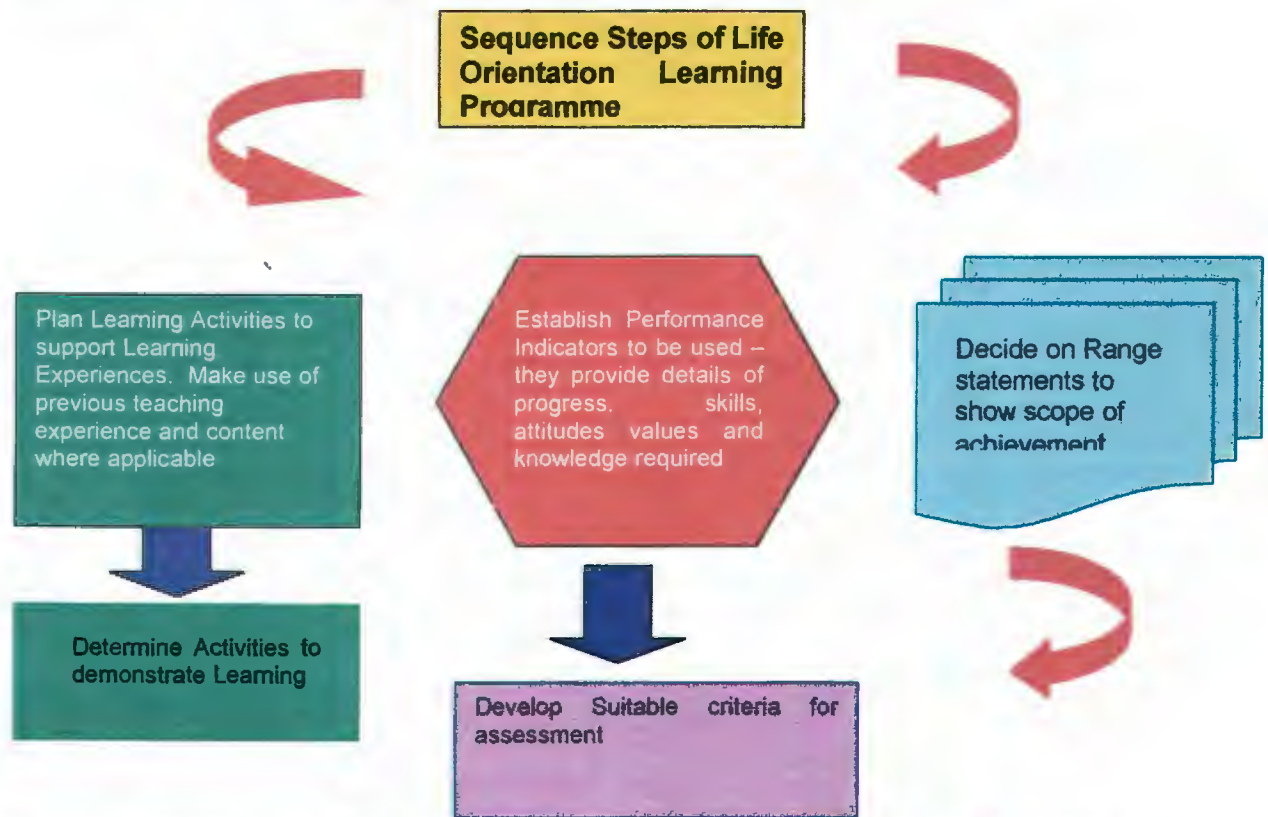 Sequence Steps of Life
Orientation Learning
Programme
Plan Learning Activities to
support Learning
Experiences. Make use of
previous teaching
experience and content
where applicable
Establish Performance
Indicators to be used –
they provide details of
progress. skills,
attitudes values and
knowledge required
Decide on Range
statements to
show scope of
achievement
Determine Activities to
demonstrate Learning
Develop Suitable criteria for
assessment